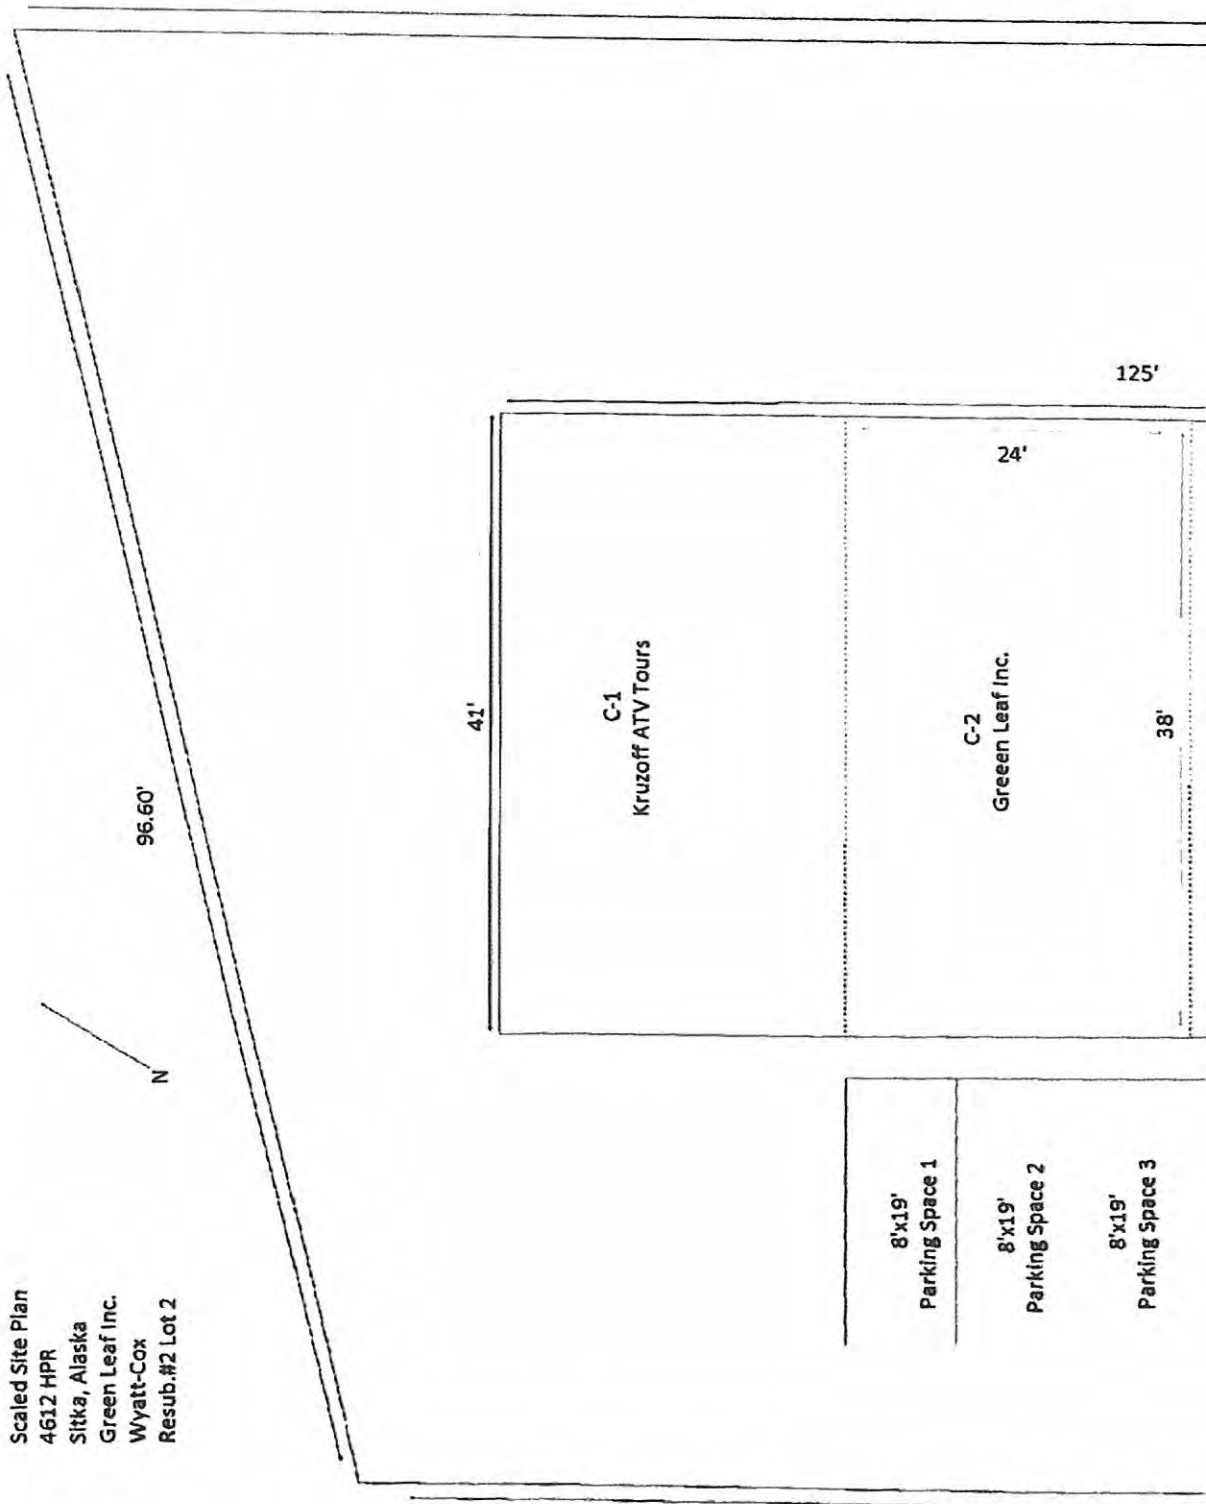 Scaled Site Plan
4612 HPR
Sitka, Alaska
Green Leaf Inc.
Wyatt-Cox
Resub.#2 Lot 2
N
96.60'
41'
C-1
Kruzoff ATV Tours
125'
24'
C-2
Greeen Leaf Inc.
38'
8'x19'
Parking Space 1
8'x19'
Parking Space 2
8'x19'
Parking Space 3